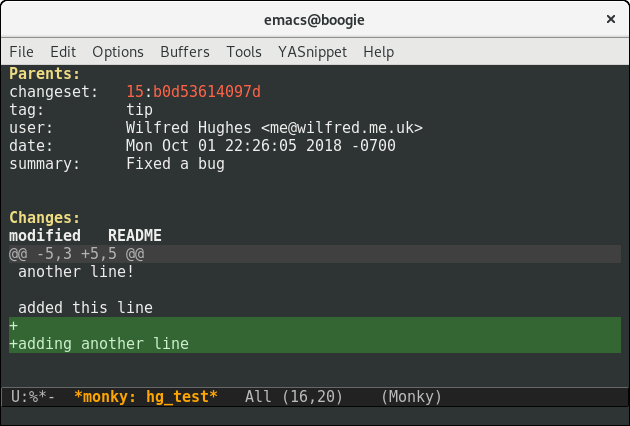 emacs@boogie ×
File Edit Options Buffers Tools YASnippet Help
Parents:
changeset:   15:b0d53614097d
tag:         tip
user:        Wilfred Hughes <me@wilfred.me.uk>
date:        Mon Oct 01 22:26:05 2018 -0700
summary:     Fixed a bug
Changes:
modified   README
@@ -5,3 +5,5 @@
 another line!
 added this line
+
+adding another line
U:%*-  *monky: hg_test*   All (16,20)    (Monky)